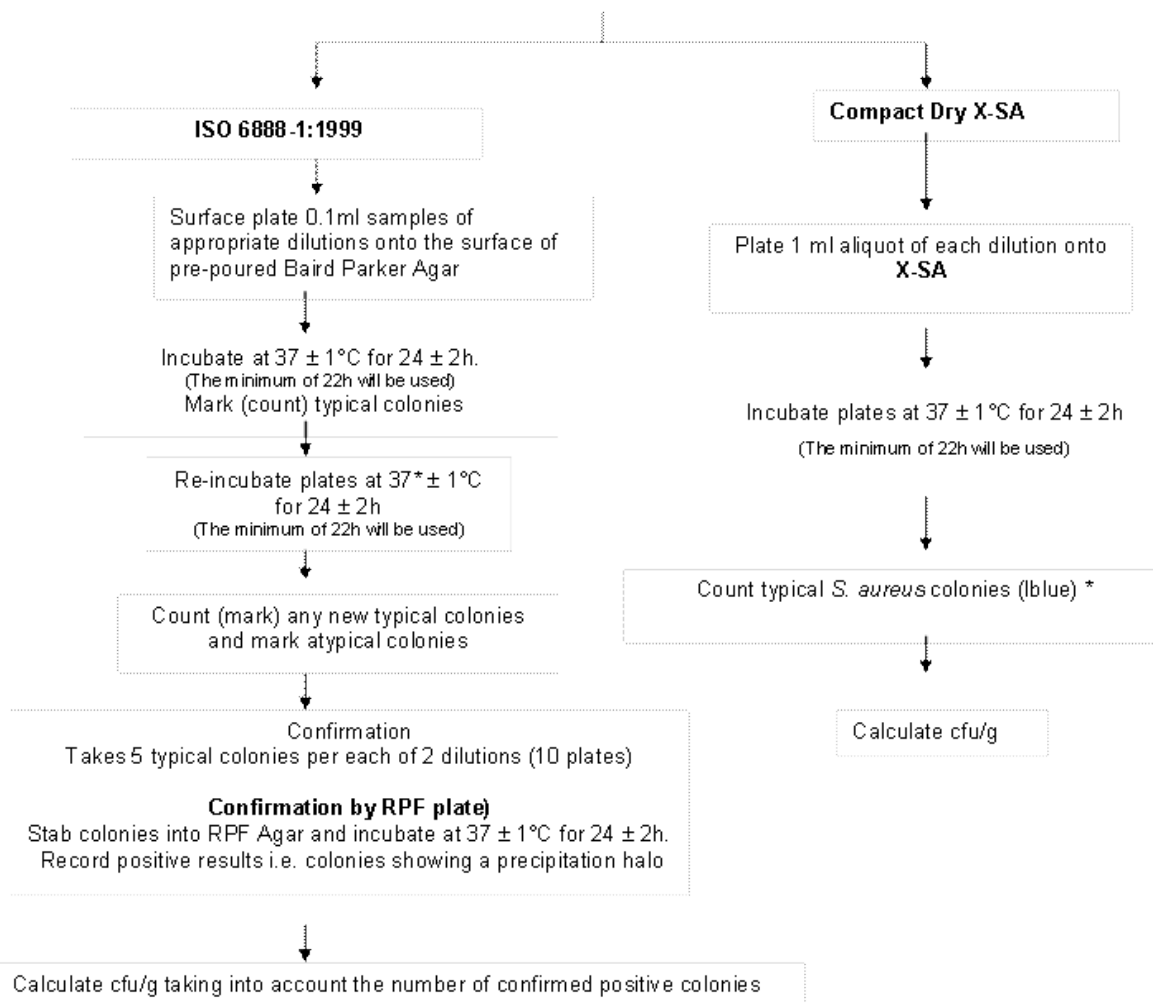 ISO 6888-1:1999
Surface plate 0.1ml samples of
appropriate dilutions onto the surface of
pre-poured Baird Parker Agar
Incubate at 37 ± 1°C for 24 ± 2h.
(The minimum of 22h will be used)
Mark (count) typical colonies
Re-incubate plates at 37* ± 1°C
for 24 ± 2h
(The minimum of 22h will be used)
Count (mark) any new typical colonies
and mark atypical colonies
Confirmation
Takes 5 typical colonies per each of 2 dilutions (10 plates)
Confirmation by RPF plate)
Stab colonies into RPF Agar and incubate at 37 ± 1°C for 24 ± 2h.
Record positive results i.e. colonies showing a precipitation halo
Calculate cfu/g taking into account the number of confirmed positive colonies
Compact Dry X-SA
Plate 1 ml aliquot of each dilution onto
X-SA
Incubate plates at 37 ± 1°C for 24 ± 2h
(The minimum of 22h will be used)
Count typical S. aureus colonies (lblue) *
Calculate cfu/g